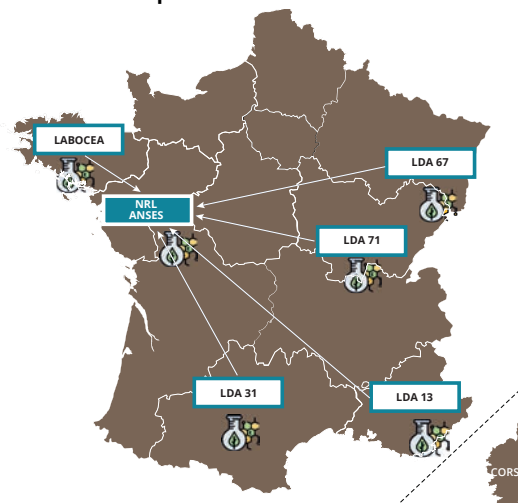 LABOCEA
LDA 67
NRL
ANSES
LDA 71
LDA 31
LDA 13
CORS